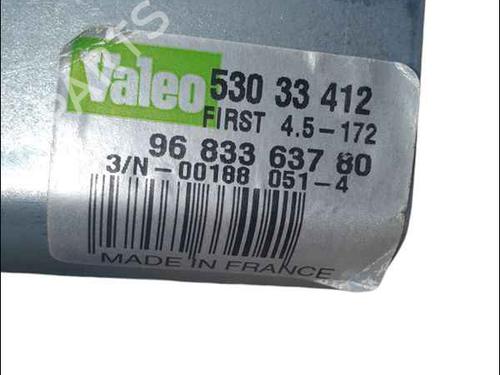 Valeo 530 33 412
FIRST 4.5-172
96 833 637 80
3/N-00188 051-4
MADE IN FRANCE